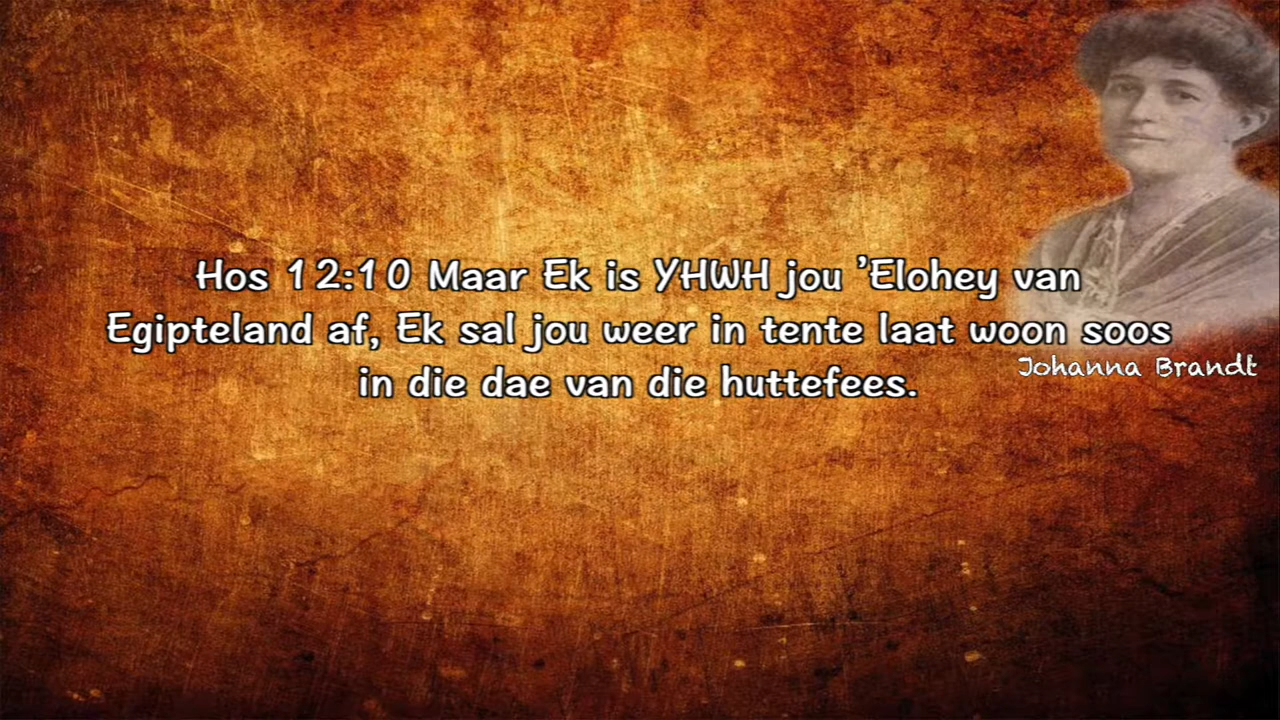 Hos 12:10 Maar Ek is YHWH jou ’Elohey van
Egipteland af, Ek sal jou weer in tente laat woon soos
in die dae van die huttefees.
Johanna Brandt